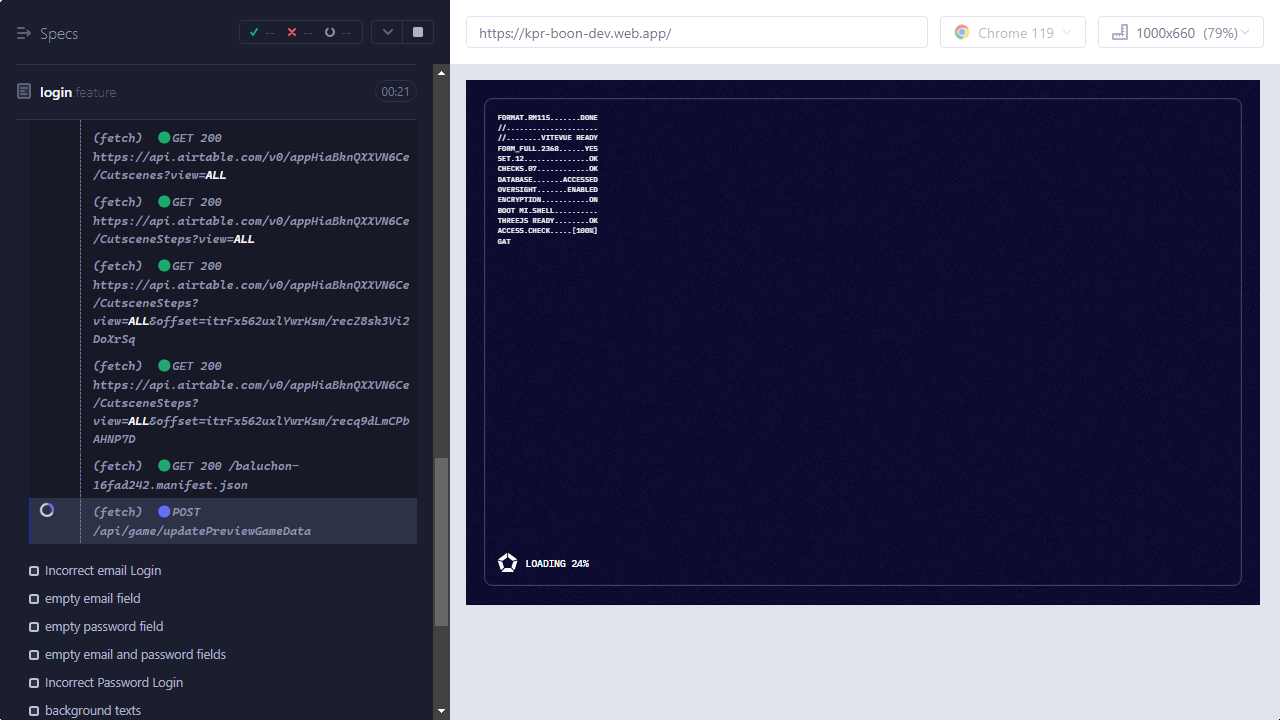 Specs
-- -- --
login.feature
00:21
(fetch) GET 200
https://api.airtable.com/v0/appHiaBknQXXVN6Ce
/Cutscenes?view=ALL
(fetch) GET 200
https://api.airtable.com/v0/appHiaBknQXXVN6Ce
/CutsceneSteps?view=ALL
(fetch) GET 200
https://api.airtable.com/v0/appHiaBknQXXVN6Ce
/CutsceneSteps?
view=ALL&offset=itrFx562uxlYwrKsm/recZ8sk3Vi2
DoXrSq
(fetch) GET 200
https://api.airtable.com/v0/appHiaBknQXXVN6Ce
/CutsceneSteps?
view=ALL&offset=itrFx562uxlYwrKsm/recq9dLmCPb
AHNP7D
(fetch) GET 200 /baluchon-
16fad242.manifest.json
(fetch) POST
/api/game/updatePreviewGameData
Incorrect email Login
empty email field
empty password field
empty email and password fields
Incorrect Password Login
background texts
https://kpr-boon-dev.web.app/
Chrome 119
1000x660 (79%)
FORMAT.RM11S.......DONE
//.....................
//........VITEVUE READY
FORM_FULL.2368......YES
SET.12...............OK
CHECKS.07............OK
DATABASE.......ACCESSED
OVERSIGHT.......ENABLED
ENCRYPTION...........ON
BOOT MI.SHELL..........
THREEJS READY........OK
ACCESS.CHECK.....[100%]
GAT
LOADING 24%